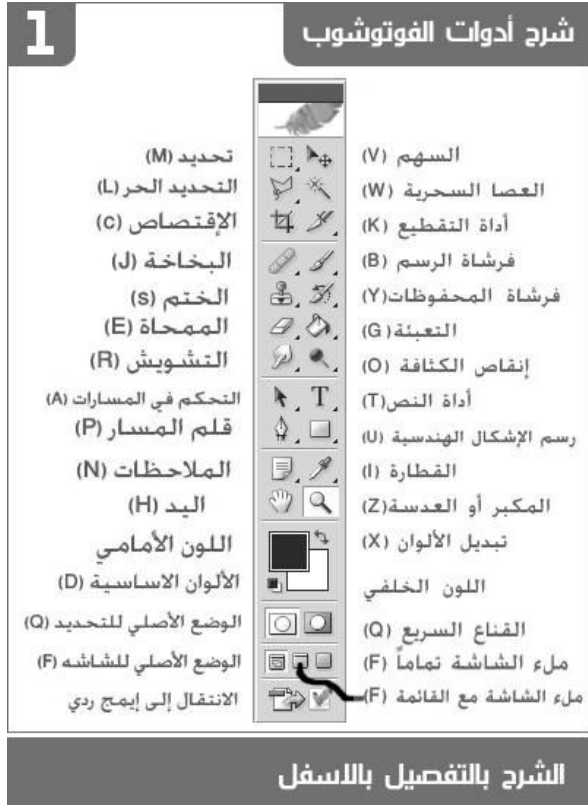 شرح أدوات الفوتوشوب
1
السهم (V)
تحديد (M)
العصا السحرية (W)
التحديد الحر (L)
أداة التقطيع (K)
الإقتصاص (C)
فرشاة الرسم (B)
البخاخة (J)
فرشاة المحفوظات(Y)
الختم (s)
التعبئة( G)
الممحاة (E)
إنقاص الكثافة (O)
التشويش (R)
أداة النص(T)
التحكم في المسارات (A)
رسم الإشكال الهندسية (U)
قلم المسار (P)
القطارة (I)
الملاحظات (N)
المكبر أو العدسة(Z)
اليد (H)
تبديل الألوان (X)
اللون الأمامي
اللون الخلفي
الألوان الاساسية (D)
القناع السريع (Q)
الوضع الأصلي للتحديد (Q)
ملء الشاشة تماماً (F)
الوضع الأصلي للشاشه (F)
ملء الشاشة مع القائمة (F)
الانتقال إلى إيمج ردي
الشرح بالتفصيل بالاسفل